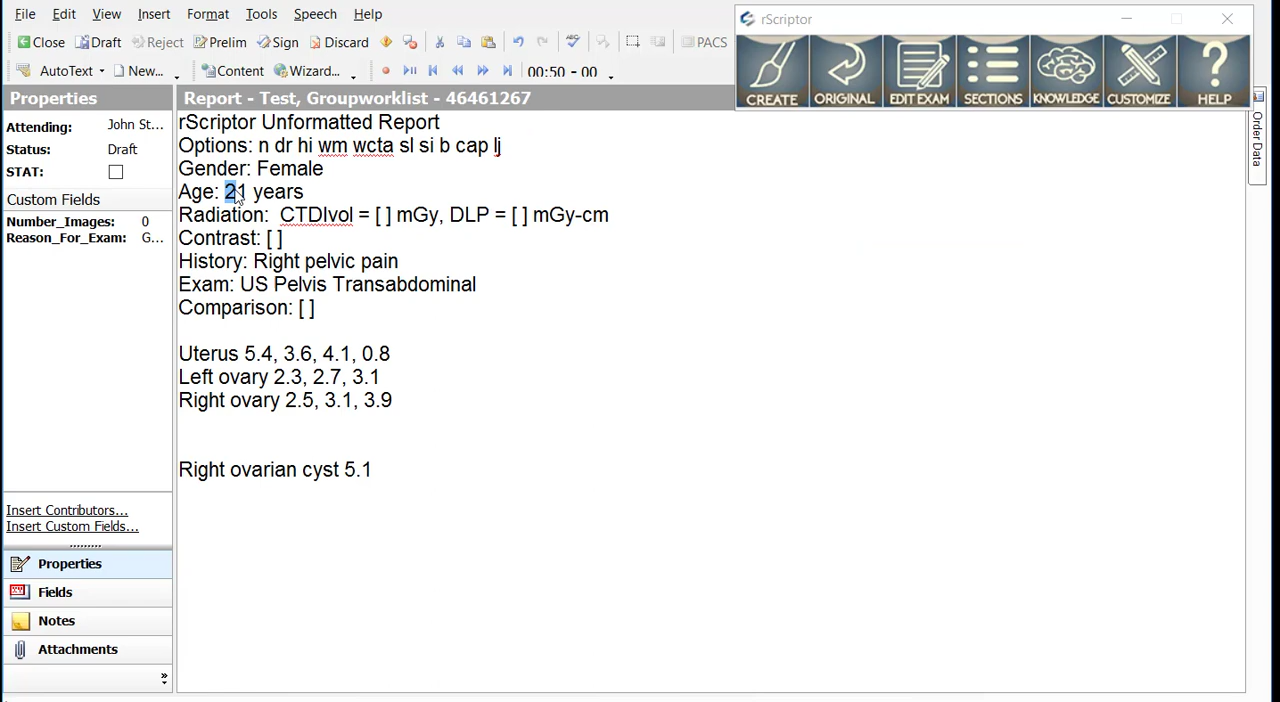 File Edit View Insert Format Tools Speech Help
rScriptor
Close Draft Reject Prelim Sign Discard ABC PACS
AutoText New... Content Wizard... 00:50 - 00
CREATE ORIGINAL EDIT EXAM SECTIONS KNOWLEDGE CUSTOMIZE HELP
Properties
Attending: John St...
Status: Draft
STAT:
Custom Fields
Number_Images: 0
Reason_For_Exam: G...
Insert Contributors...
Insert Custom Fields...
Properties
Fields
Notes
Attachments
»
Report - Test, Groupworklist - 46461267
rScriptor Unformatted Report
Options: n dr hi wm wcta sl si b cap lj
Gender: Female
Age: 21 years
Radiation: CTDIvol = [ ] mGy, DLP = [ ] mGy-cm
Contrast: [ ]
History: Right pelvic pain
Exam: US Pelvis Transabdominal
Comparison: [ ]
Uterus 5.4, 3.6, 4.1, 0.8
Left ovary 2.3, 2.7, 3.1
Right ovary 2.5, 3.1, 3.9
Right ovarian cyst 5.1
Order Data